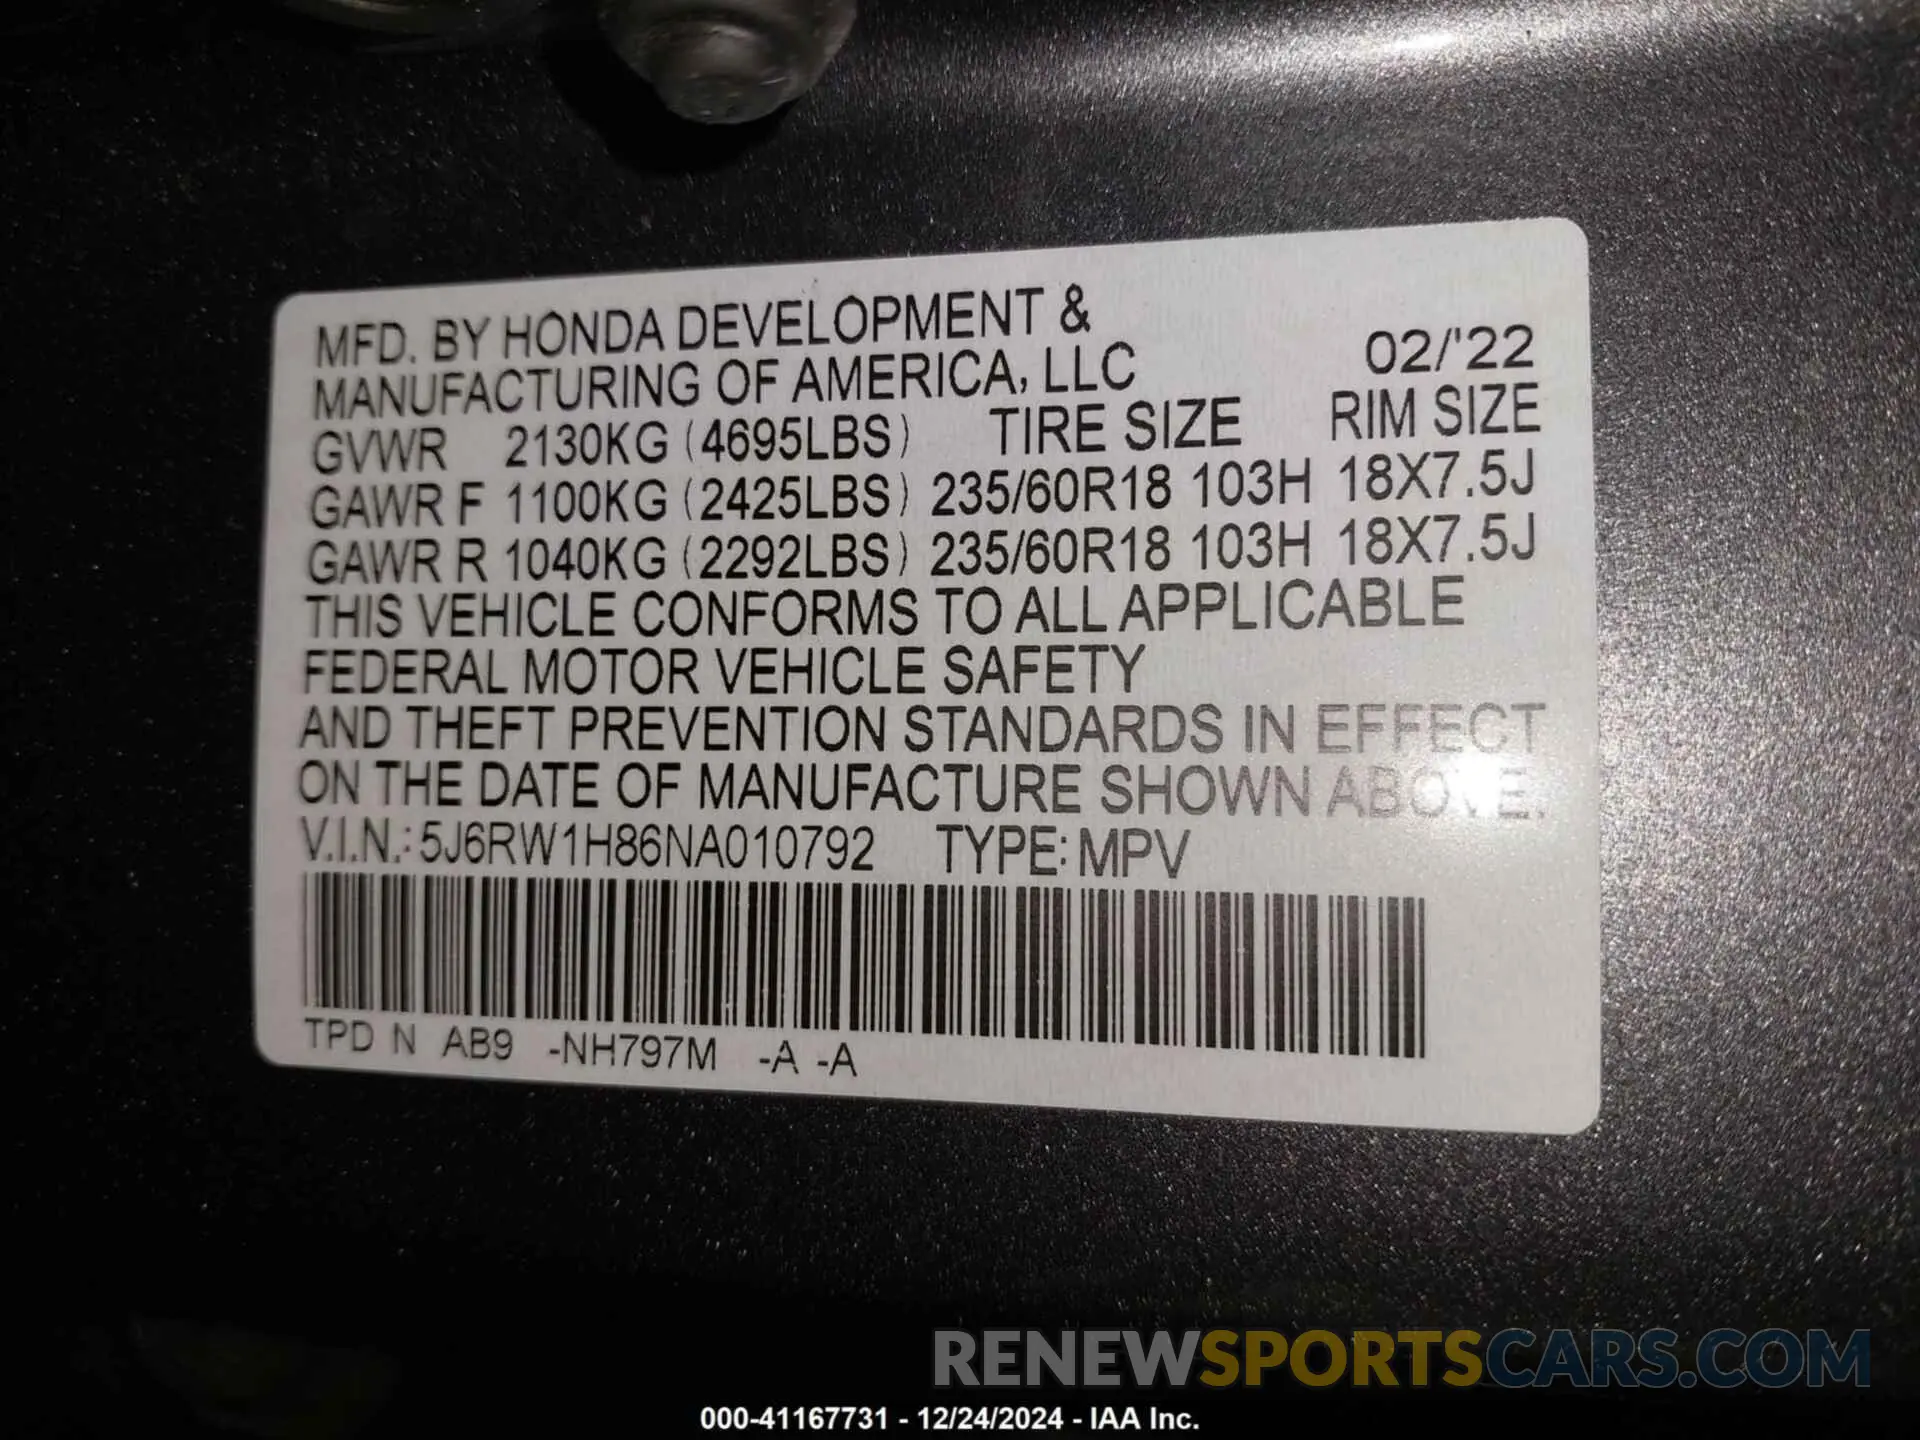 MFD. BY HONDA DEVELOPMENT &
MANUFACTURING OF AMERICA, LLC 02/'22
GVWR 2130KG (4695LBS) TIRE SIZE RIM SIZE
GAWR F 1100KG (2425LBS) 235/60R18 103H 18X7.5J
GAWR R 1040KG (2292LBS) 235/60R18 103H 18X7.5J
THIS VEHICLE CONFORMS TO ALL APPLICABLE
FEDERAL MOTOR VEHICLE SAFETY
AND THEFT PREVENTION STANDARDS IN EFFECT
ON THE DATE OF MANUFACTURE SHOWN ABOVE.
V.I.N.: 5J6RW1H86NA010792 TYPE: MPV
TPD N AB9 -NH797M -A -A
RENEWSPORTSCARS.COM
000-41167731 - 12/24/2024 - IAA Inc.